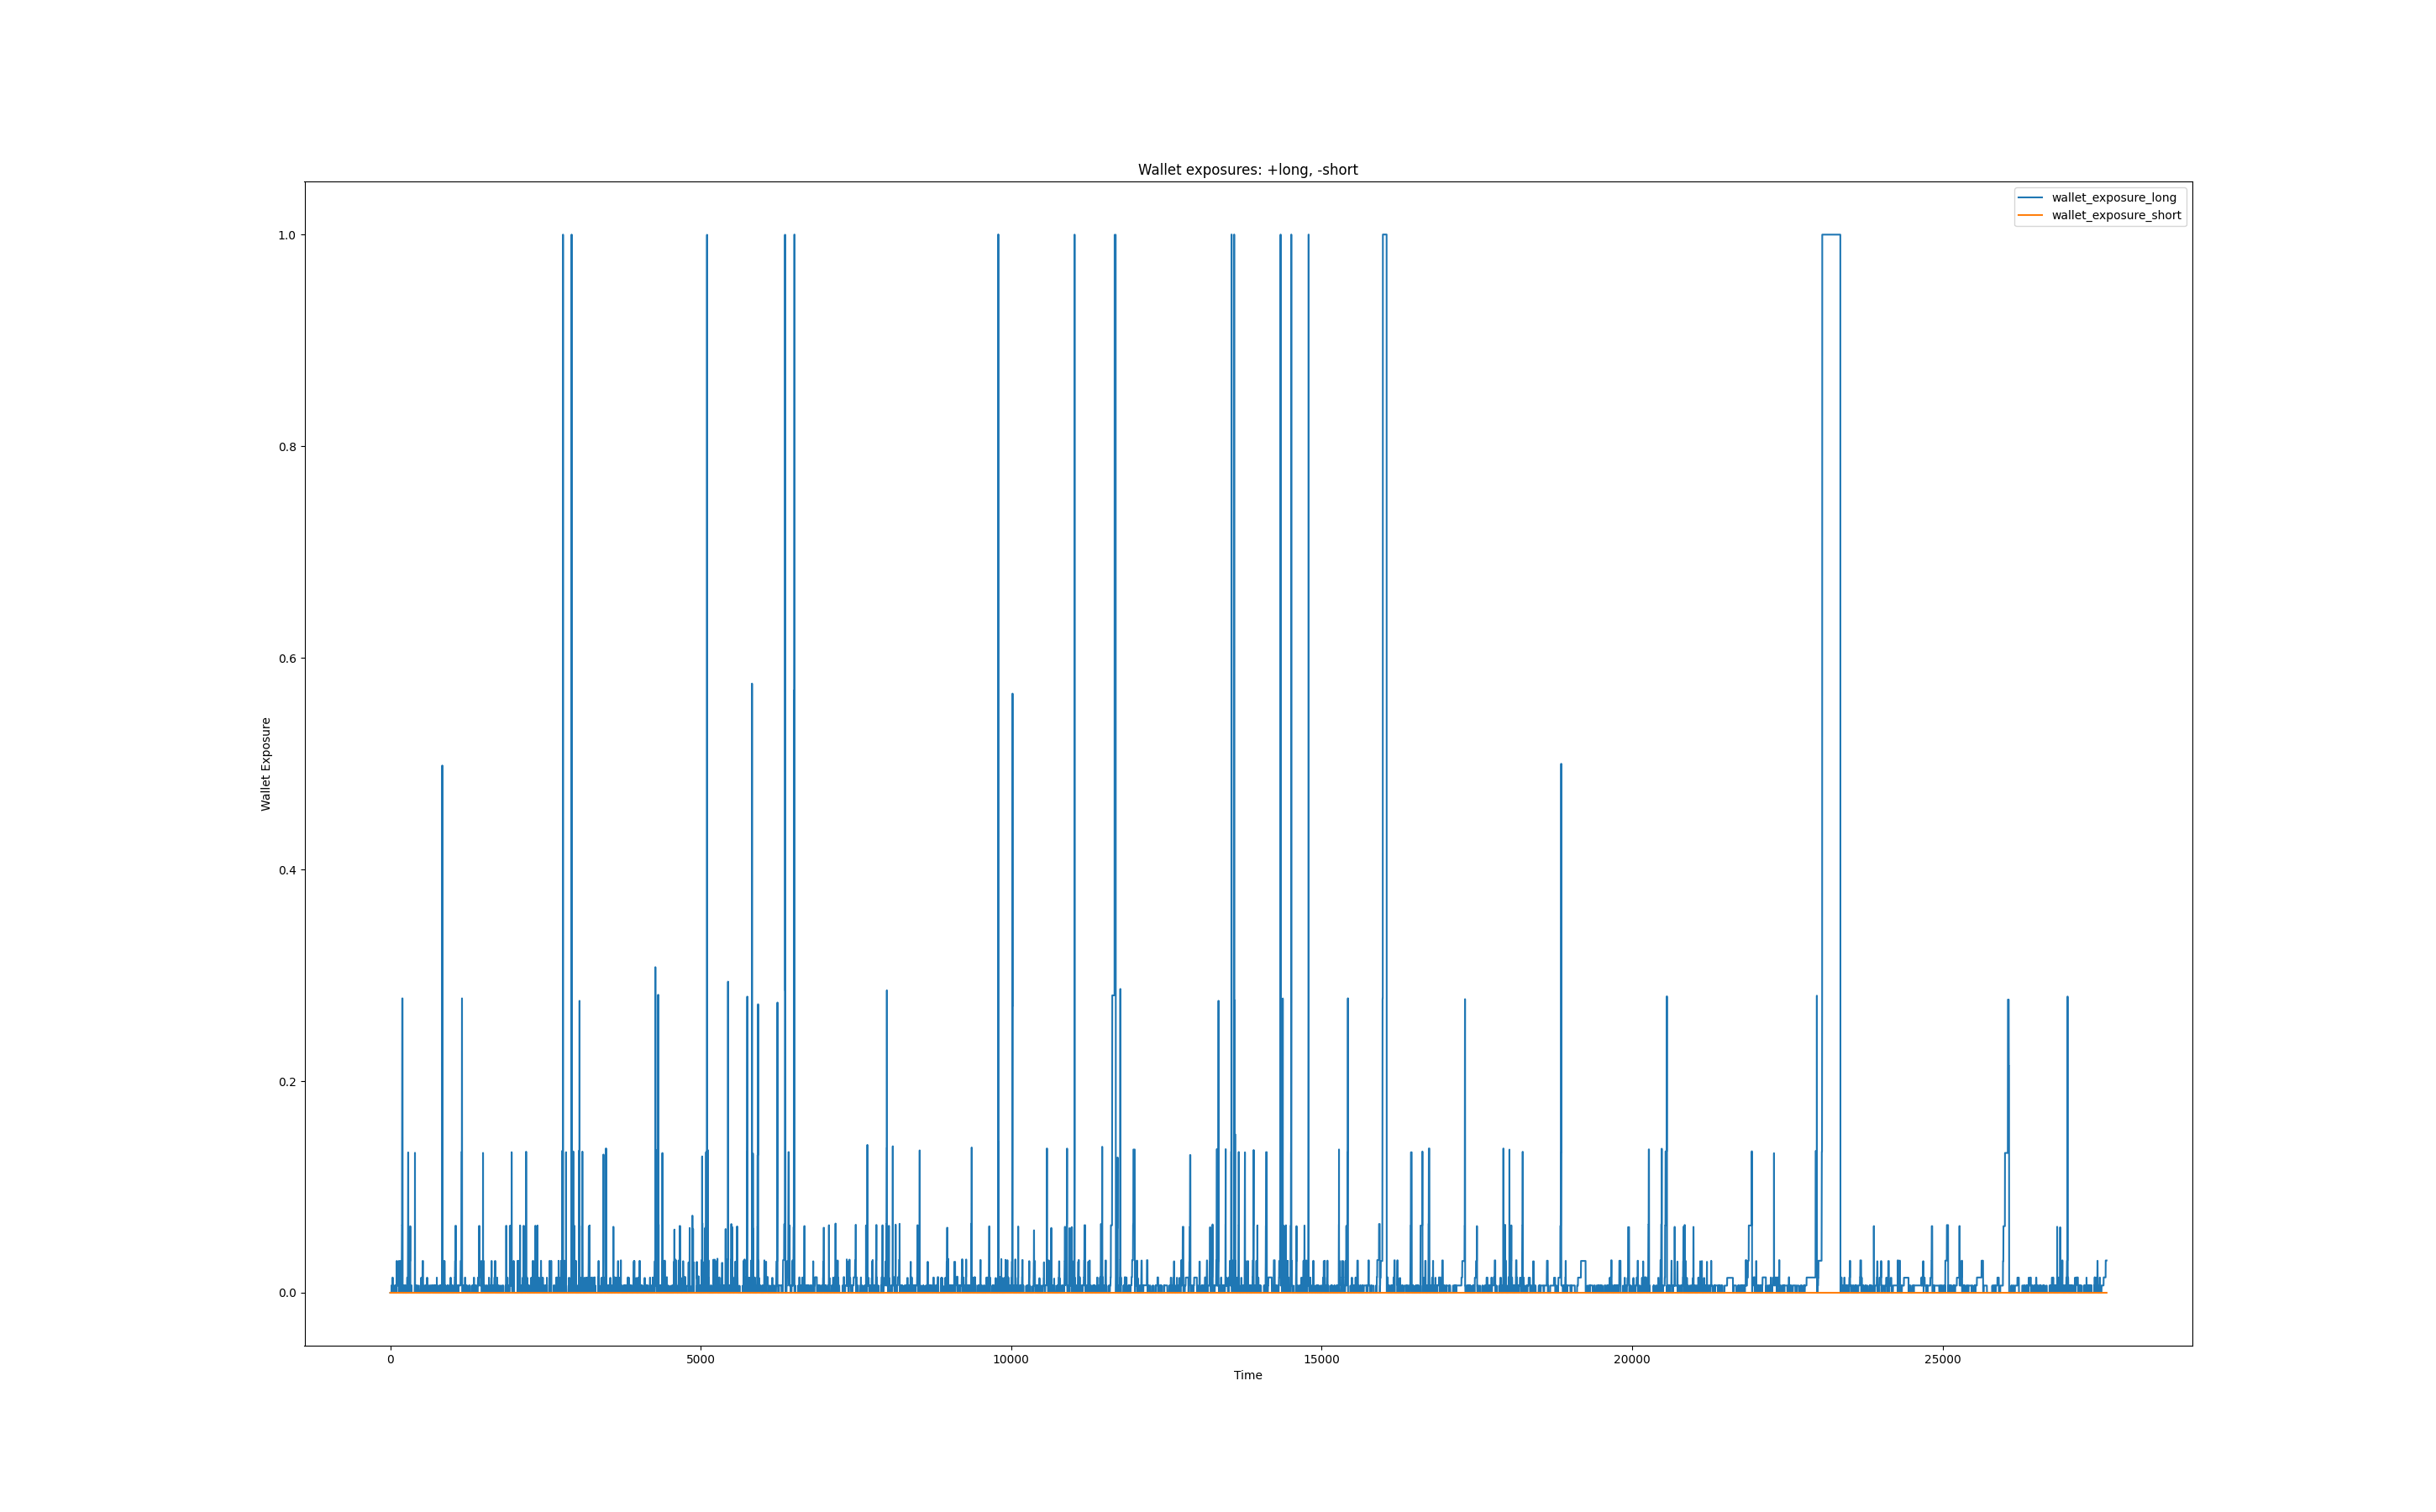 Wallet exposures: +long, -short
wallet_exposure_long
wallet_exposure_short
1.0
0.8
0.6
0.4
0.2
0.0
Wallet Exposure
0 5000 10000 15000 20000 25000
Time